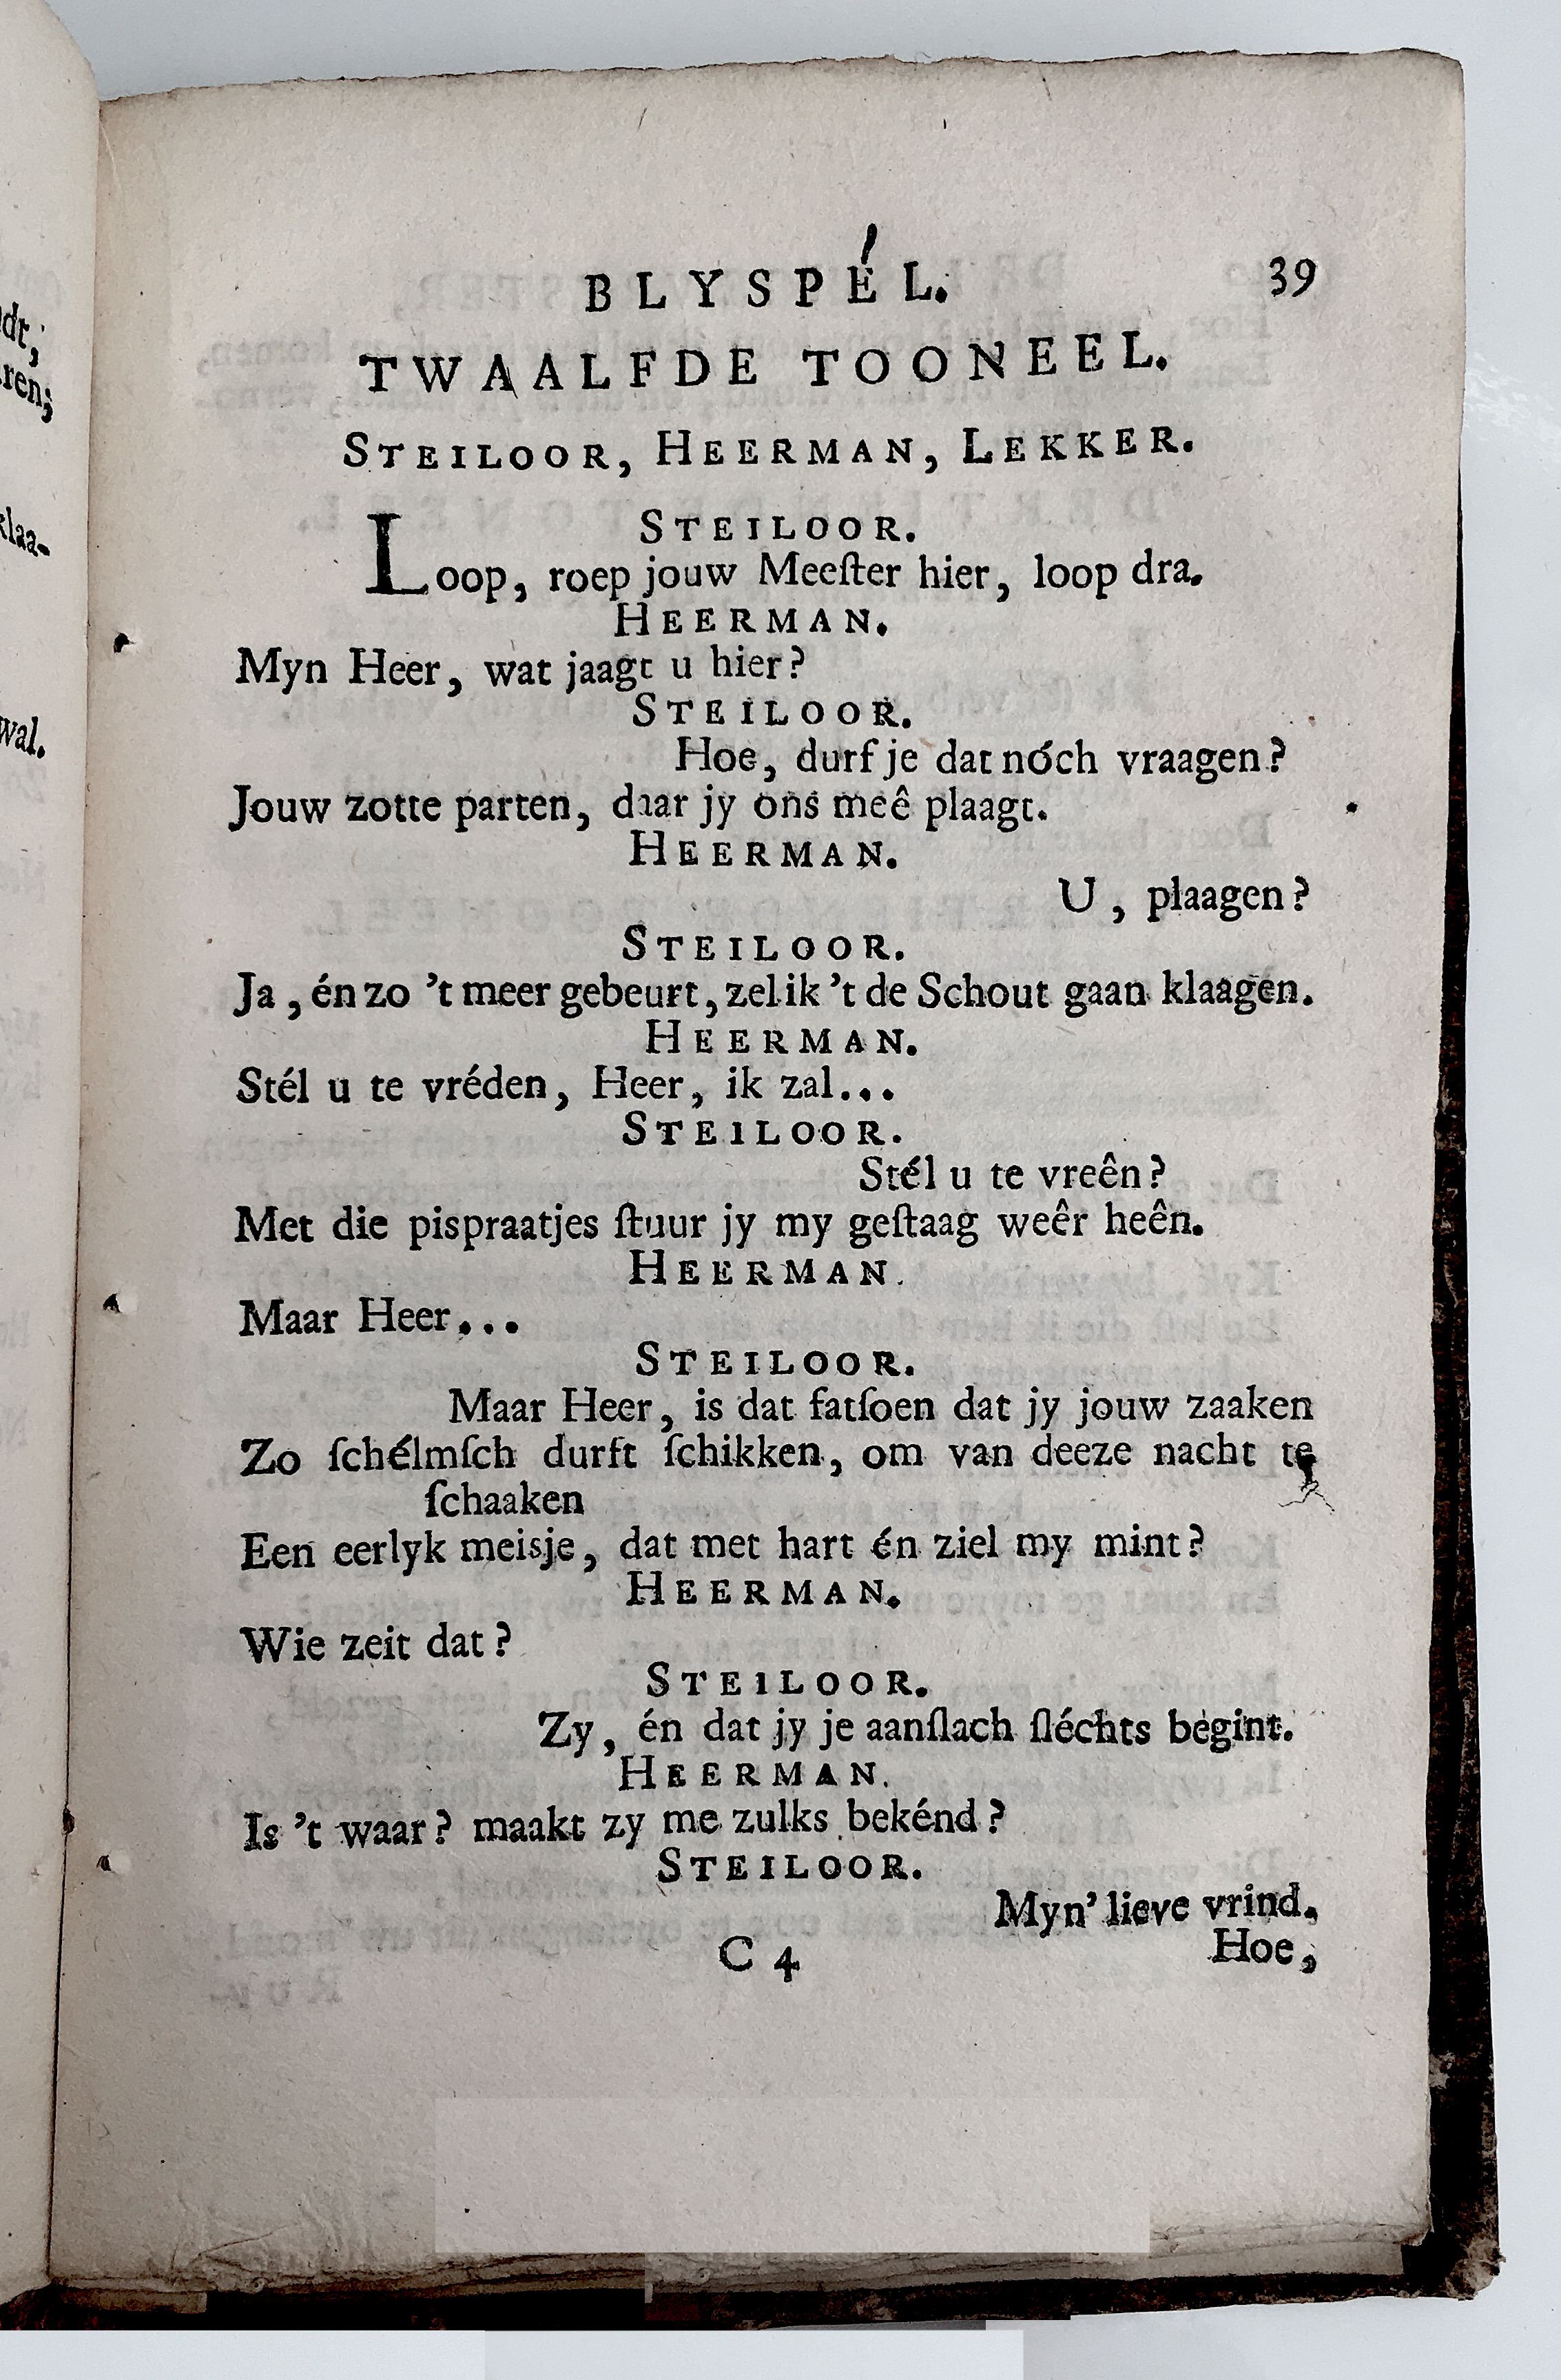 dt,
ren;
klaa-
wal.
BLYSPÉL. 39
TWAALFDE TOONEEL.
STEILOOR, HEERMAN, LEKKER.
STEILOOR.
Loop, roep jouw Meeſter hier, loop dra.
HEERMAN.
Myn Heer, wat jaagt u hier?
STEILOOR.
Hoe, durf je dat nóch vraagen?
Jouw zotte parten, daar jy ons meê plaagt.
HEERMAN.
U, plaagen?
STEILOOR.
Ja, én zo 't meer gebeurt, zel ik 't de Schout gaan klaagen.
HEERMAN.
Stél u te vréden, Heer, ik zal...
STEILOOR.
Stél u te vreên?
Met die pispraatjes ſtuur jy my geſtaag weêr heên.
HEERMAN.
Maar Heer...
STEILOOR.
Maar Heer, is dat fatſoen dat jy jouw zaaken
Zo ſchélmſch durft ſchikken, om van deeze nacht te
ſchaaken
Een eerlyk meisje, dat met hart én ziel my mint?
HEERMAN.
Wie zeit dat?
STEILOOR.
Zy, én dat jy je aanſlach ſléchts begint.
HEERMAN.
Is 't waar? maakt zy me zulks bekénd?
STEILOOR.
Myn' lieve vrind.
C 4 Hoe,